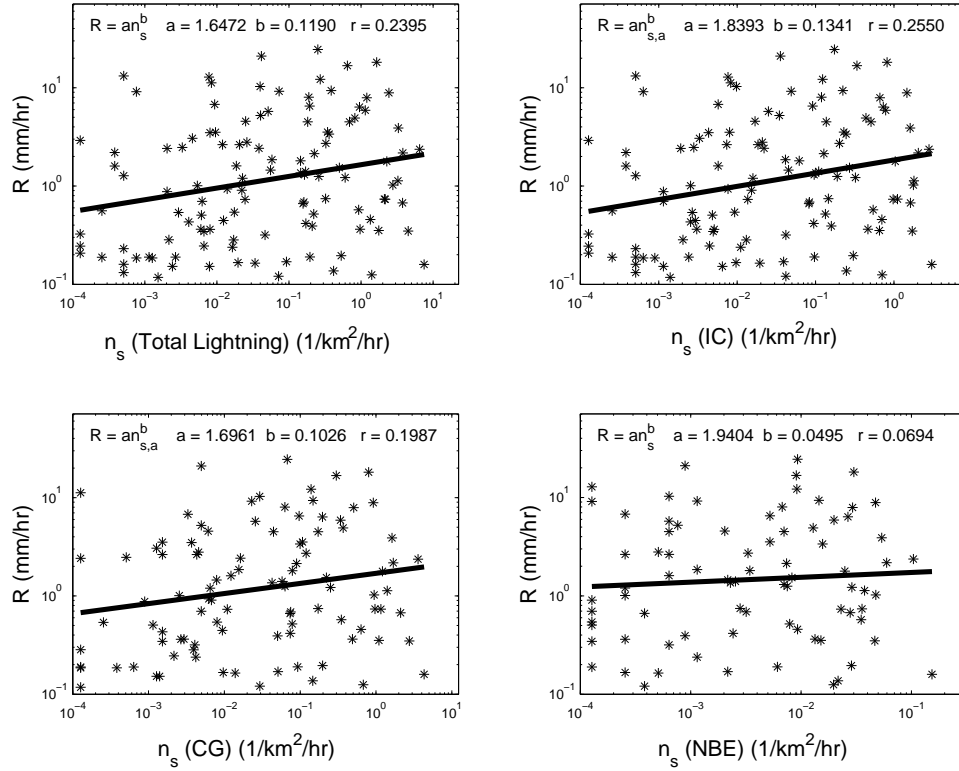 R = an_s^b a = 1.6472 b = 0.1190 r = 0.2395
R (mm/hr)
10^1
10^0
10^-1
10^-4 10^-3 10^-2 10^-1 10^0 10^1
n_s (Total Lightning) (1/km^2/hr)
R = an_{s,a}^b a = 1.8393 b = 0.1341 r = 0.2550
R (mm/hr)
10^1
10^0
10^-1
10^-4 10^-3 10^-2 10^-1 10^0
n_s (IC) (1/km^2/hr)
R = an_{s,a}^b a = 1.6961 b = 0.1026 r = 0.1987
R (mm/hr)
10^1
10^0
10^-1
10^-4 10^-3 10^-2 10^-1 10^0 10^1
n_s (CG) (1/km^2/hr)
R = an_s^b a = 1.9404 b = 0.0495 r = 0.0694
R (mm/hr)
10^1
10^0
10^-1
10^-4 10^-3 10^-2 10^-1
n_s (NBE) (1/km^2/hr)